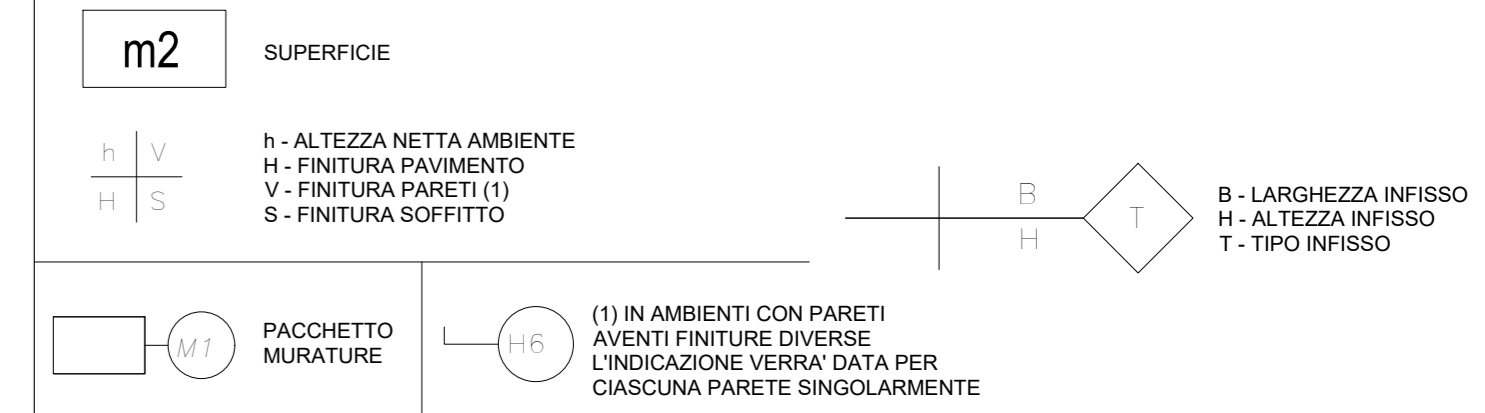 m2
SUPERFICIE
h V
H S
h - ALTEZZA NETTA AMBIENTE
H - FINITURA PAVIMENTO
V - FINITURA PARETI (1)
S - FINITURA SOFFITTO
B
H
T
B - LARGHEZZA INFISSO
H - ALTEZZA INFISSO
T - TIPO INFISSO
M1
PACCHETTO
MURATURE
H6
(1) IN AMBIENTI CON PARETI
AVENTI FINITURE DIVERSE
L'INDICAZIONE VERRA' DATA PER
CIASCUNA PARETE SINGOLARMENTE